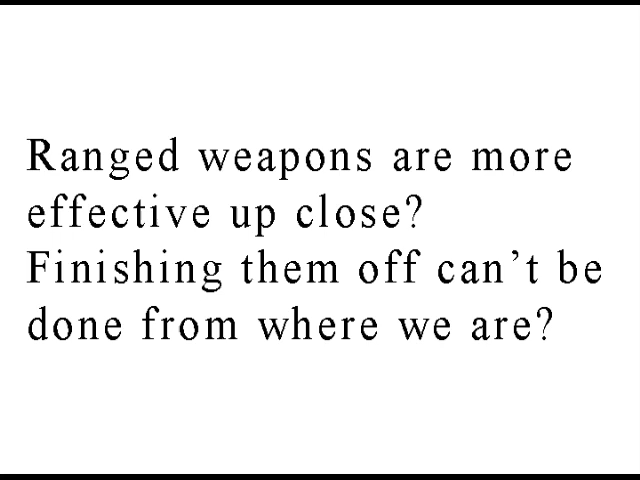 Ranged weapons are more
effective up close?
Finishing them off can’t be
done from where we are?